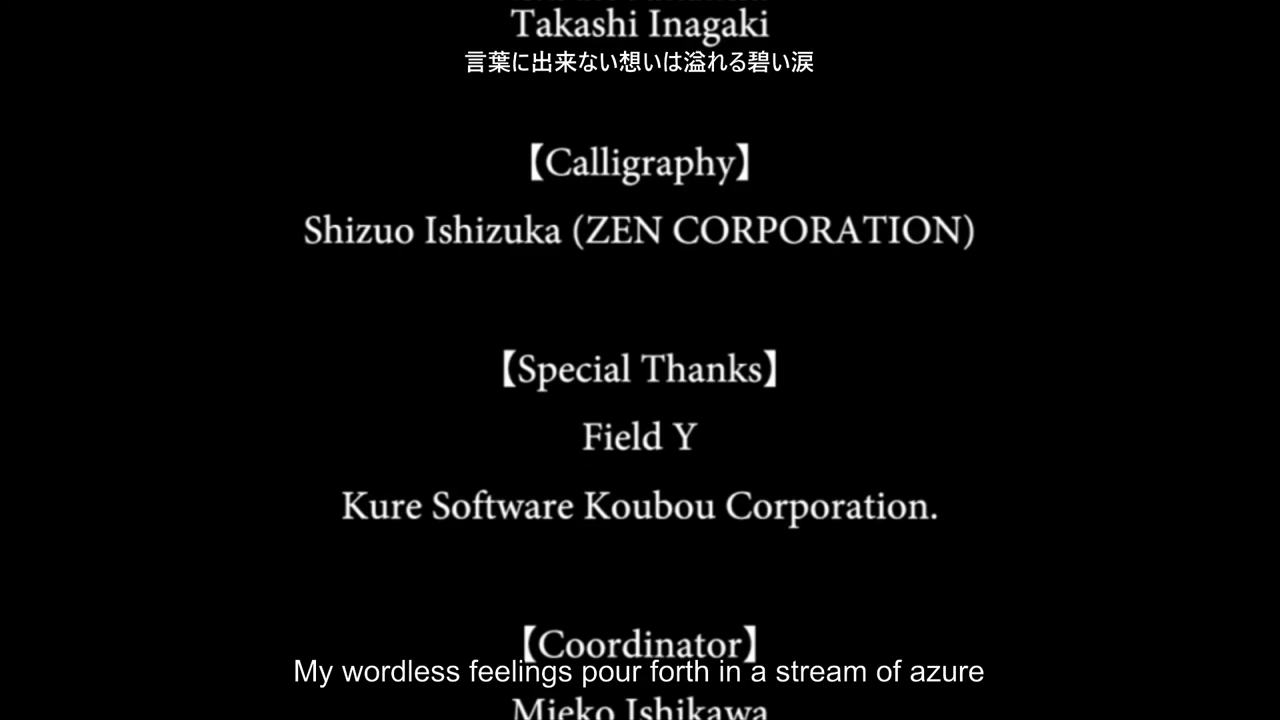 Takashi Inagaki
言葉に出来ない想いは溢れる碧い涙
【Calligraphy】
Shizuo Ishizuka (ZEN CORPORATION)
【Special Thanks】
Field Y
Kure Software Koubou Corporation.
【Coordinator】
My wordless feelings pour forth in a stream of azure
Mieko Ishikawa